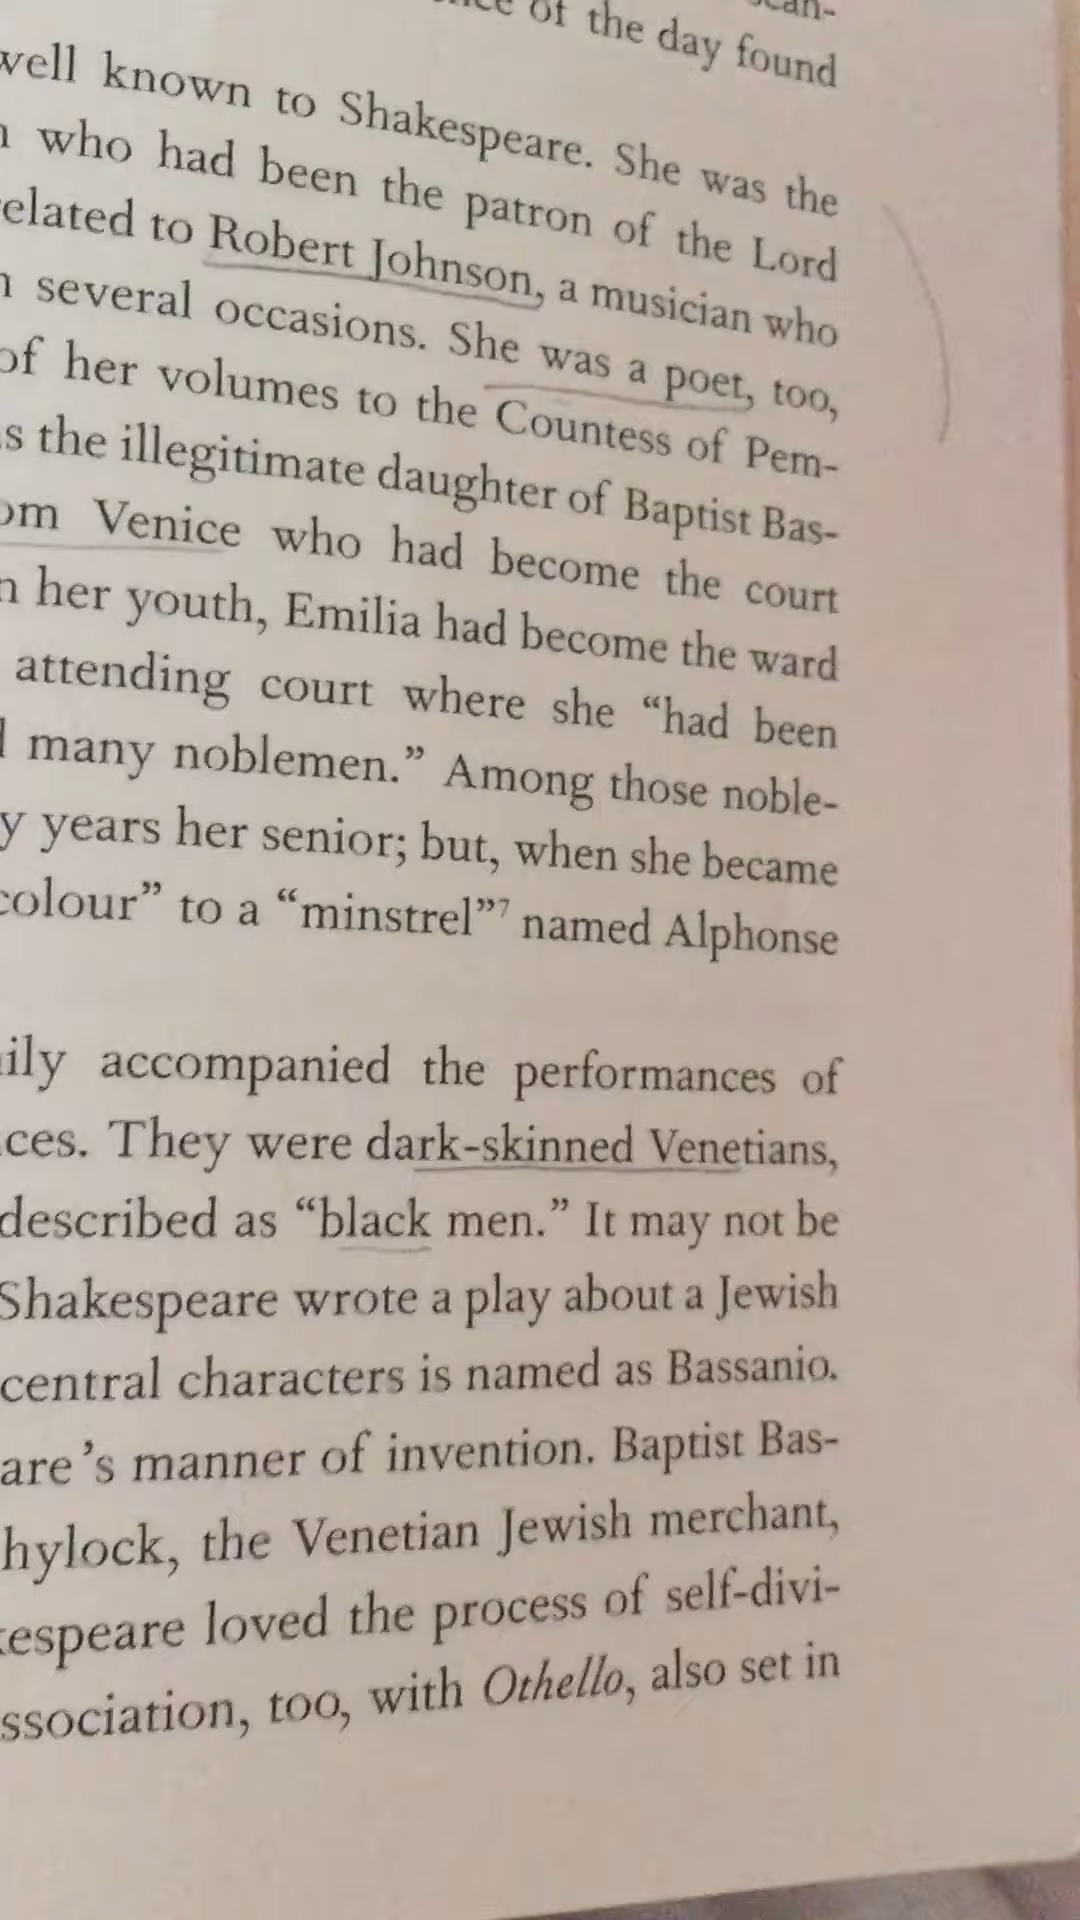 of the day found
well known to Shakespeare. She was the
who had been the patron of the Lord
related to Robert Johnson, a musician who
several occasions. She was a poet, too,
of her volumes to the Countess of Pem-
the illegitimate daughter of Baptist Bas-
Venice who had become the court
her youth, Emilia had become the ward
attending court where she “had been
many noblemen.” Among those noble-
years her senior; but, when she became
colour” to a “minstrel”⁷ named Alphonse
accompanied the performances of
They were dark-skinned Venetians,
described as “black men.” It may not be
Shakespeare wrote a play about a Jewish
central characters is named as Bassanio.
are’s manner of invention. Baptist Bas-
hylock, the Venetian Jewish merchant,
espeare loved the process of self-divi-
ssociation, too, with Othello, also set in